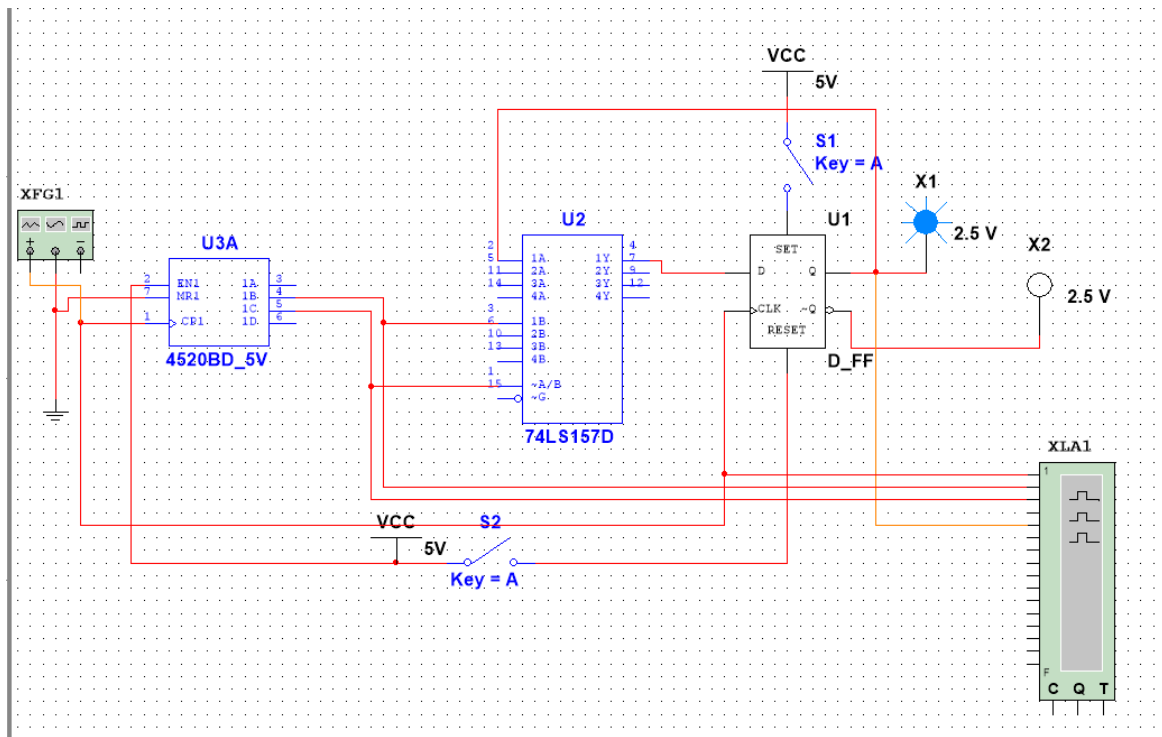 VCC
5V
S1
Key = A
X1
2.5 V
X2
2.5 V
XFG1
+
−
U3A
2
7
1
EN1
MR1
CP1
1A
1B
1C
1D
3
4
5
6
4520BD_5V
U2
2
5
11
14
3
6
10
13
1
15
1A
2A
3A
4A
1B
2B
3B
4B
~A/B
~G
1Y
2Y
3Y
4Y
4
7
9
12
74LS157D
U1
SET
D
Q
CLK
~Q
RESET
D_FF
XLA1
1
F
C Q T
VCC
5V
S2
Key = A